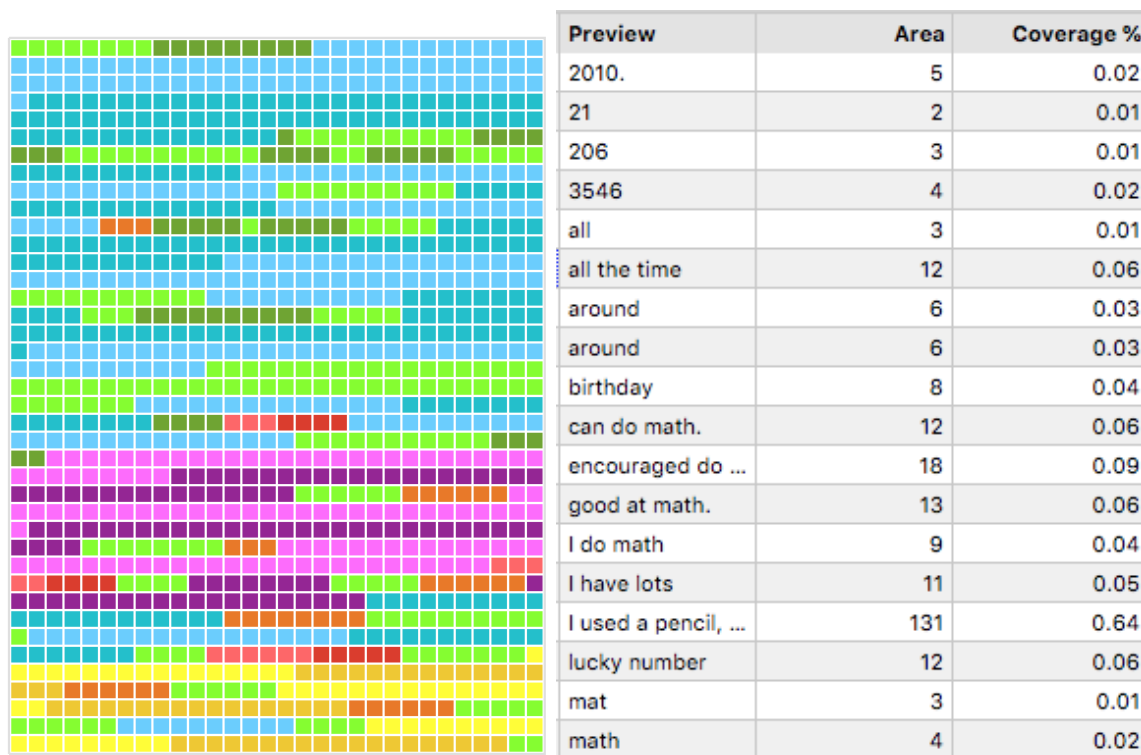 Preview Area Coverage %
2010. 5 0.02
21 2 0.01
206 3 0.01
3546 4 0.02
all 3 0.01
all the time 12 0.06
around 6 0.03
around 6 0.03
birthday 8 0.04
can do math. 12 0.06
encouraged do ... 18 0.09
good at math. 13 0.06
I do math 9 0.04
I have lots 11 0.05
I used a pencil, ... 131 0.64
lucky number 12 0.06
mat 3 0.01
math 4 0.02